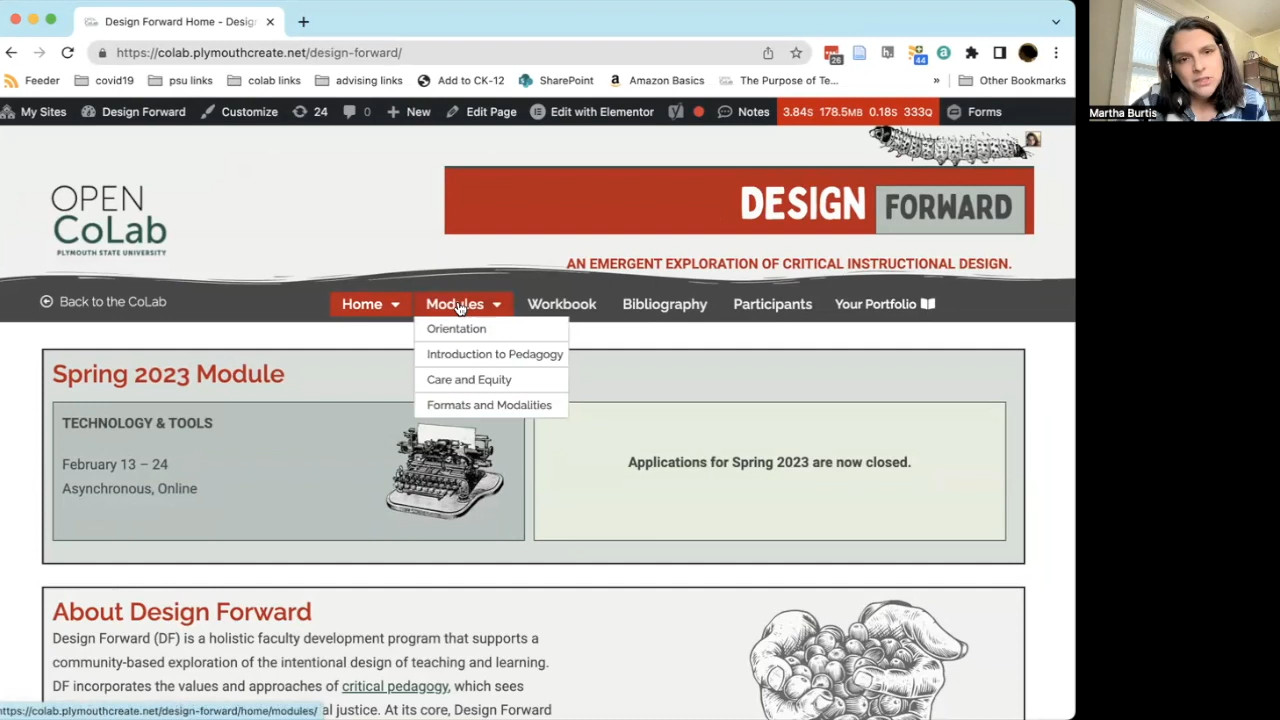 Design Forward Home - Desig
https://colab.plymouthcreate.net/design-forward/
26
44
Feeder
covid19
psu links
colab links
advising links
Add to CK-12
SharePoint
Amazon Basics
The Purpose of Te...
Other Bookmarks
My Sites
Design Forward
Customize
24
0
New
Edit Page
Edit with Elementor
Notes
3.84S 178.5MB 0.18S 333Q
Forms
Martha Burtis
OPEN
CoLab
PLYMOUTH STATE UNIVERSITY
DESIGN FORWARD
AN EMERGENT EXPLORATION OF CRITICAL INSTRUCTIONAL DESIGN.
Back to the CoLab
Home
Modules
Workbook
Bibliography
Participants
Your Portfolio
Orientation
Introduction to Pedagogy
Care and Equity
Formats and Modalities
Spring 2023 Module
TECHNOLOGY & TOOLS
February 13 – 24
Asynchronous, Online
Applications for Spring 2023 are now closed.
About Design Forward
Design Forward (DF) is a holistic faculty development program that supports a
community-based exploration of the intentional design of teaching and learning.
DF incorporates the values and approaches of critical pedagogy, which sees
al justice. At its core, Design Forward
https://colab.plymouthcreate.net/design-forward/home/modules/